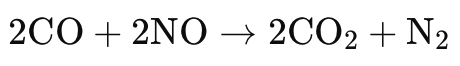 2CO + 2NO → 2CO₂ + N₂